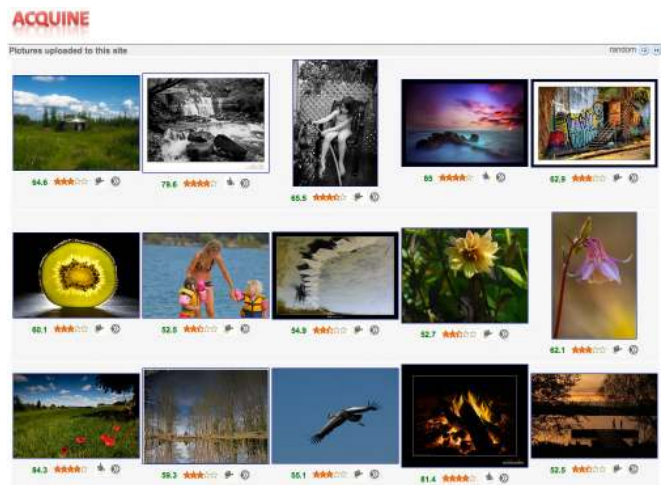 ACQUINE
Pictures uploaded to this site random
64.6 79.6 65.5 85 62.9
60.1 52.5 54.9 52.7 62.1
84.3 59.3 55.1 81.4 52.5